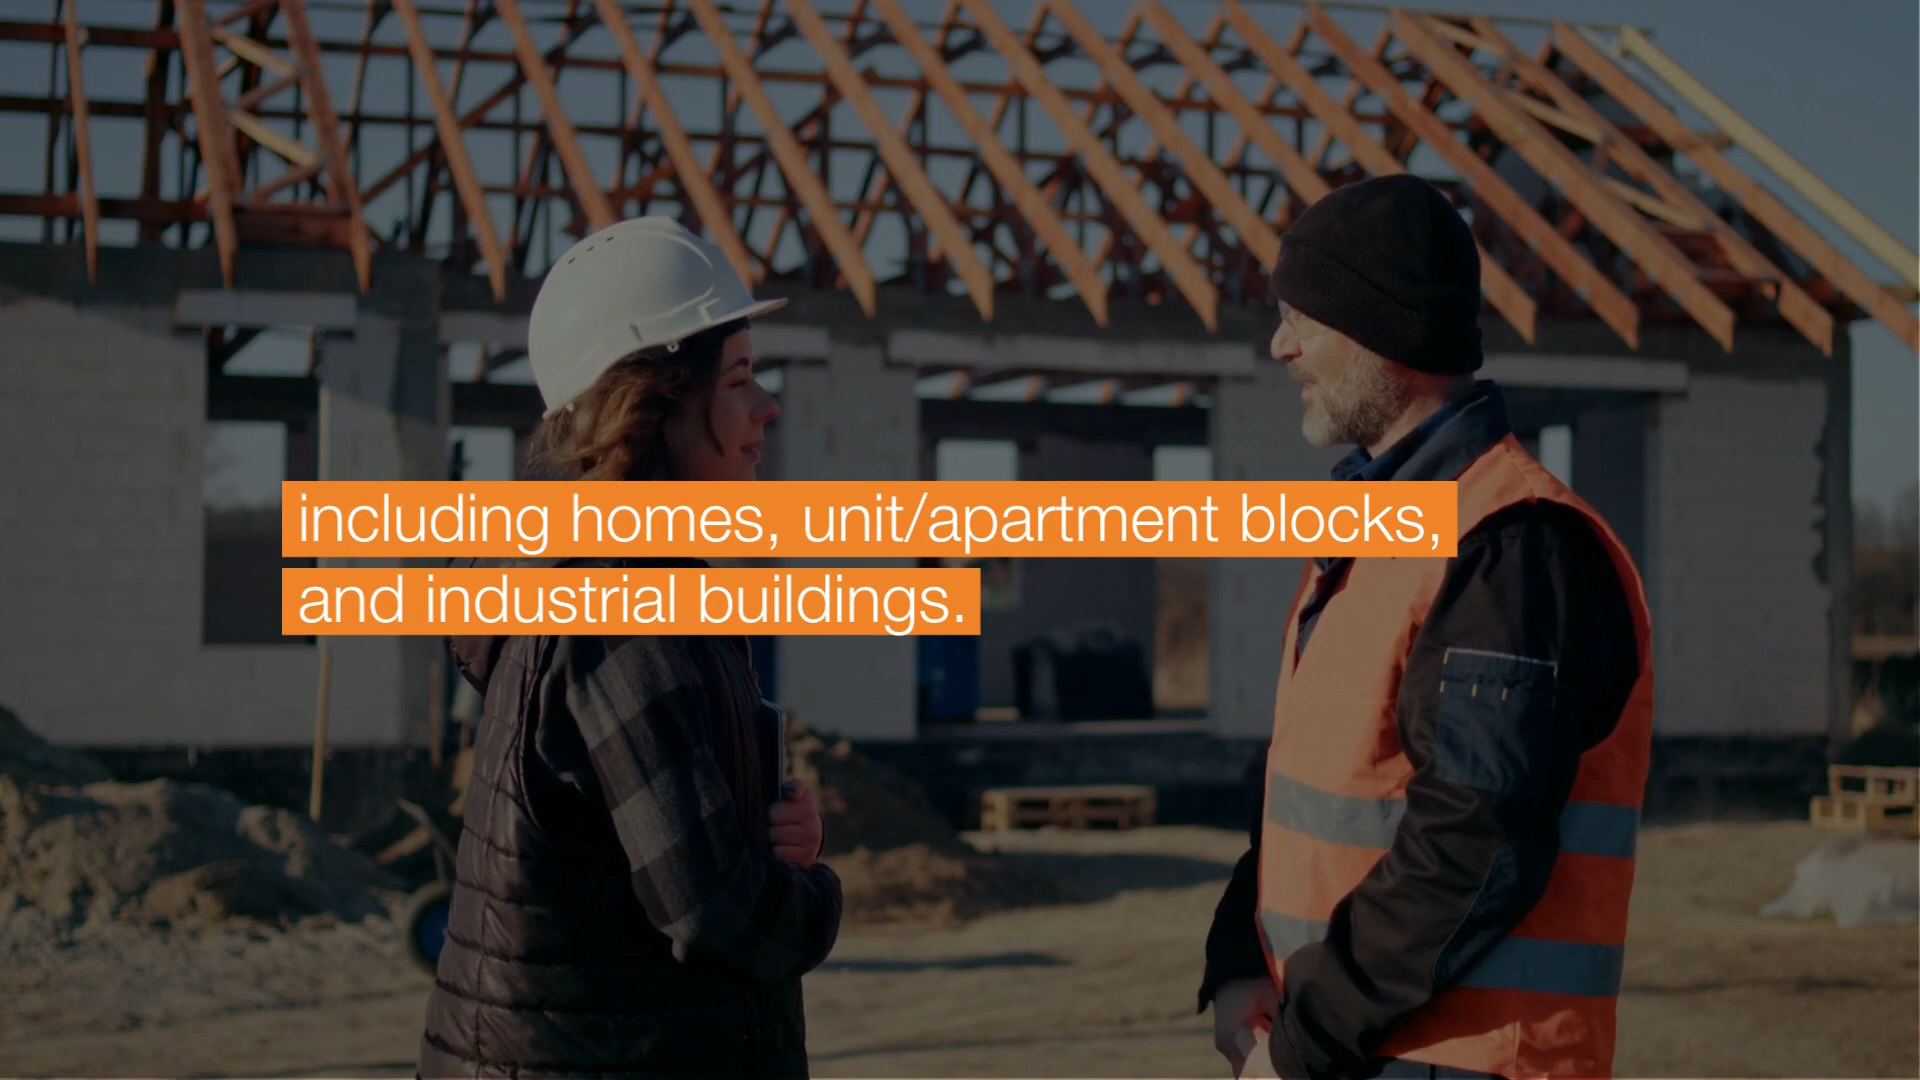 including homes, unit/apartment blocks,
and industrial buildings.